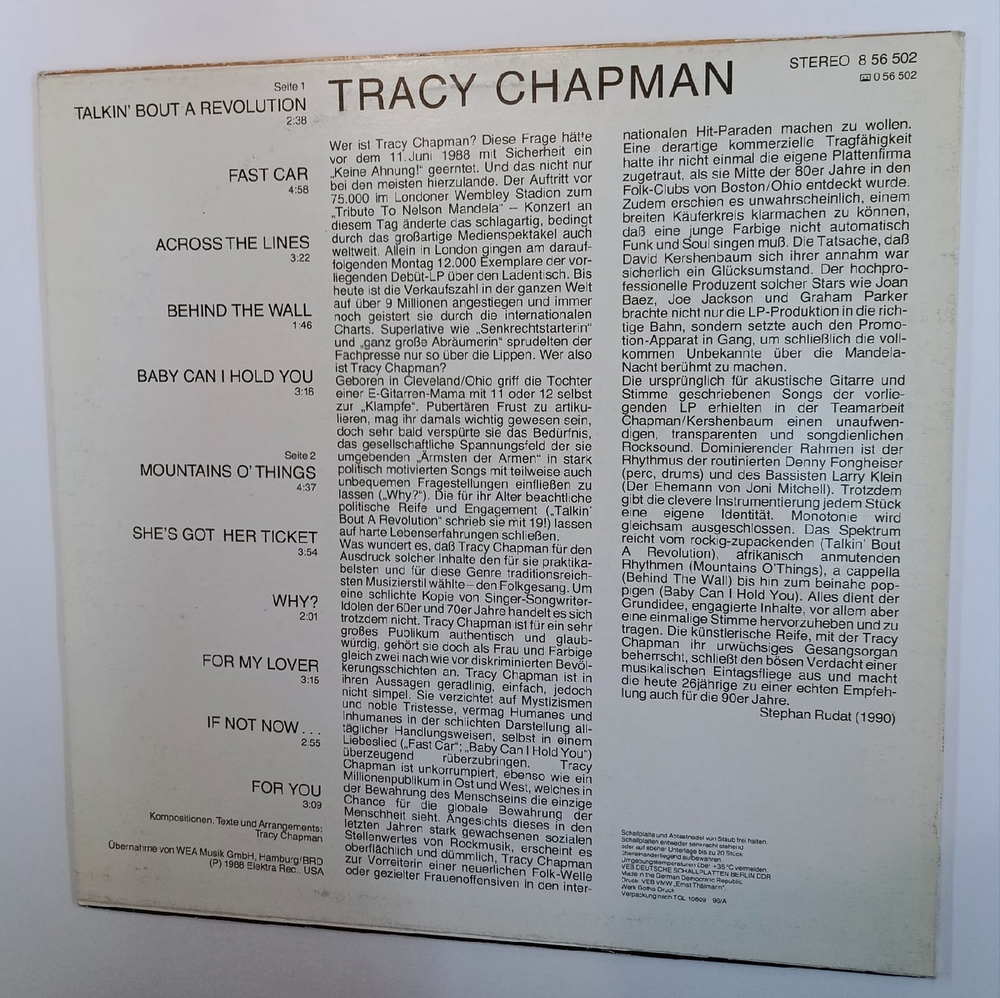 Seite 1
TALKIN' BOUT A REVOLUTION
2:38
FAST CAR
4:58
ACROSS THE LINES
3:22
BEHIND THE WALL
1:46
BABY CAN I HOLD YOU
3:16
Seite 2
MOUNTAINS O' THINGS
4:37
SHE'S GOT HER TICKET
3:54
WHY?
2:01
FOR MY LOVER
3:15
IF NOT NOW...
2:55
FOR YOU
3:09
Kompositionen, Texte und Arrangements:
Tracy Chapman
Übernahme von WEA Musik GmbH, Hamburg/BRD
(P) 1988 Elektra Rec., USA
TRACY CHAPMAN
STEREO 8 56 502
0 56 502
Wer ist Tracy Chapman? Diese Frage hätte
vor dem 11. Juni 1988 mit Sicherheit ein
„Keine Ahnung!“ geerntet. Und das nicht nur
bei den meisten hierzulande. Der Auftritt vor
75.000 im Londoner Wembley Stadion zum
„Tribute To Nelson Mandela“ – Konzert an
diesem Tag änderte das schlagartig, bedingt
durch das großartige Medienspektakel auch
weltweit. Allein in London gingen am darauf-
folgenden Montag 12.000 Exemplare der vor-
liegenden Debüt-LP über den Ladentisch. Bis
heute ist die Verkaufszahl in der ganzen Welt
auf über 9 Millionen angestiegen und immer
noch geistert sie durch die internationalen
Charts. Superlative wie „Senkrechtstarterin“
und „ganz große Abräumerin“ sprudelten der
Fachpresse nur so über die Lippen. Wer also
ist Tracy Chapman?
Geboren in Cleveland/Ohio griff die Tochter
einer E-Gitarren-Mama mit 11 oder 12 selbst
zur „Klampfe“. Pubertären Frust zu artiku-
lieren, mag ihr damals wichtig gewesen sein,
doch sehr bald verspürte sie das Bedürfnis,
das gesellschaftliche Spannungsfeld der sie
umgebenden „Ärmsten der Armen“ in stark
politisch motivierten Songs mit teilweise auch
unbequemen Fragestellungen einfließen zu
lassen („Why?“). Die für ihr Alter beachtliche
politische Reife und Engagement („Talkin'
Bout A Revolution“ schrieb sie mit 19!) lassen
auf harte Lebenserfahrungen schließen.
Was wundert es, daß Tracy Chapman für den
Ausdruck solcher Inhalte den für sie praktika-
belsten und für diese Genre traditionsreich-
sten Musizierstil wählte – den Folkgesang. Um
eine schlichte Kopie von Singer-Songwriter-
Idolen der 60er und 70er Jahre handelt es sich
trotzdem nicht. Tracy Chapman ist für ein sehr
großes Publikum authentisch und glaub-
würdig, gehört sie doch als Frau und Farbige
gleich zwei nach wie vor diskriminierten Bevöl-
kerungsschichten an. Tracy Chapman ist in
ihren Aussagen geradlinig, einfach, jedoch
nicht simpel. Sie verzichtet auf Mystizismen
und noble Tristesse, vermag Humanes und
Inhumanes in der schlichten Darstellung all-
täglicher Handlungsweisen, selbst in einem
Liebeslied („Fast Car“; „Baby Can I Hold You“)
überzeugend rüberzubringen. Tracy
Chapman ist unkorrumpiert, ebenso wie ein
Millionenpublikum in Ost und West, welches in
der Bewahrung des Menschseins die einzige
Chance für die globale Bewahrung der
Menschheit sieht. Angesichts dieses in den
letzten Jahren stark gewachsenen sozialen
Stellenwertes von Rockmusik, erscheint es
oberflächlich und dümmlich, Tracy Chapman
zur Vorreiterin einer neuerlichen Folk-Welle
oder gezielter Frauenoffensiven in den inter-
nationalen Hit-Paraden machen zu wollen.
Eine derartige kommerzielle Tragfähigkeit
hatte ihr nicht einmal die eigene Plattenfirma
zugetraut, als sie Mitte der 80er Jahre in den
Folk-Clubs von Boston/Ohio entdeckt wurde.
Zudem erschien es unwahrscheinlich, einem
breiten Käuferkreis klarmachen zu können,
daß eine junge Farbige nicht automatisch
Funk und Soul singen muß. Die Tatsache, daß
David Kershenbaum sich ihrer annahm war
sicherlich ein Glücksumstand. Der hochpro-
fessionelle Produzent solcher Stars wie Joan
Baez, Joe Jackson und Graham Parker
brachte nicht nur die LP-Produktion in die rich-
tige Bahn, sondern setzte auch den Promo-
tion-Apparat in Gang, um schließlich die voll-
kommen Unbekannte über die Mandela-
Nacht berühmt zu machen.
Die ursprünglich für akustische Gitarre und
Stimme geschriebenen Songs der vorlie-
genden LP erhielten in der Teamarbeit
Chapman/Kershenbaum einen unaufwen-
digen, transparenten und songdienlichen
Rocksound. Dominierender Rahmen ist der
Rhythmus der routinierten Denny Fongheiser
(perc, drums) und des Bassisten Larry Klein
(Der Ehemann von Joni Mitchell). Trotzdem
gibt die clevere Instrumentierung jedem Stück
eine eigene Identität. Monotonie wird
gleichsam ausgeschlossen. Das Spektrum
reicht vom rockig-zupackenden (Talkin' Bout
A Revolution), afrikanisch anmutenden
Rhythmen (Mountains O'Things), a cappella
(Behind The Wall) bis hin zum beinahe pop-
pigen (Baby Can I Hold You). Alles dient der
Grundidee, engagierte Inhalte, vor allem aber
eine einmalige Stimme hervorzuheben und zu
tragen. Die künstlerische Reife, mit der Tracy
Chapman ihr urwüchsiges Gesangsorgan
beherrscht, schließt den bösen Verdacht einer
musikalischen Eintagsfliege aus und macht
die heute 26jährige zu einer echten Empfeh-
lung auch für die 90er Jahre.
Stephan Rudat (1990)
Schallplatte und Abtastnadel von Staub frei halten.
Schallplatten entweder senkrecht stehend
oder auf ebener Unterlage bis zu 20 Stück
übereinanderliegend aufbewahren.
Umgebungstemperaturen über +35 °C vermeiden.
VEB DEUTSCHE SCHALLPLATTEN BERLIN DDR
Made in the German Democratic Republic
Druck: VEB VMW „Ernst Thälmann“,
Werk Gotha-Druck
Verpackung nach TGL 10609 90/A